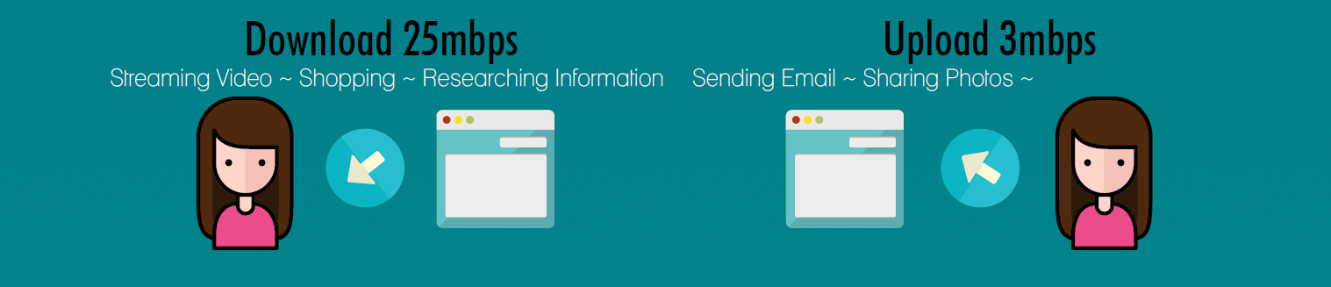 Download 25mbps
Streaming Video ~ Shopping ~ Researching Information
Upload 3mbps
Sending Email ~ Sharing Photos ~